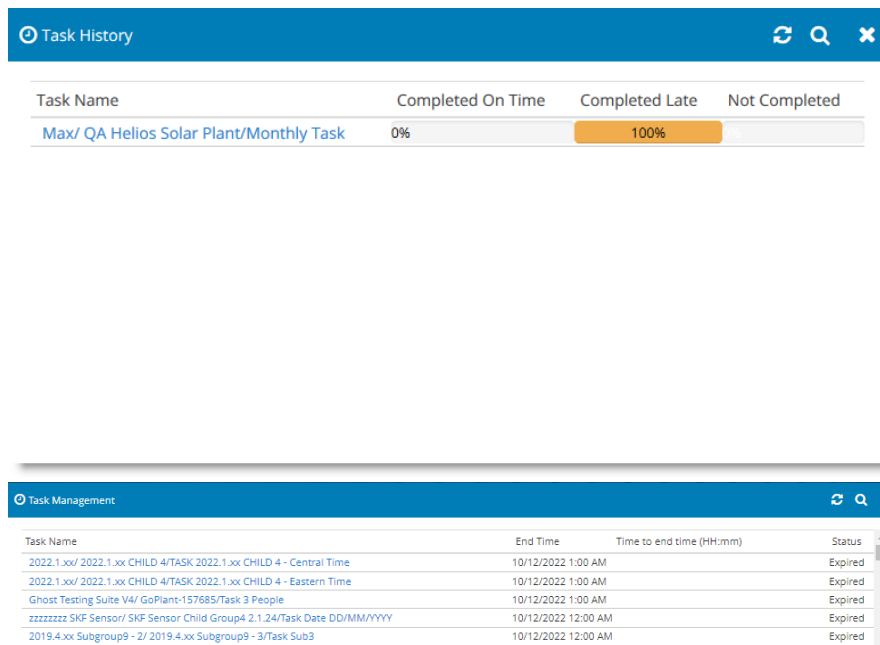 Task History
Task Name Completed On Time Completed Late Not Completed
Max/ QA Helios Solar Plant/Monthly Task 0% 100% 0%
Task Management
Task Name End Time Time to end time (HH:mm) Status
2022.1.xx/ 2022.1.xx CHILD 4/TASK 2022.1.xx CHILD 4 - Central Time 10/12/2022 1:00 AM Expired
2022.1.xx/ 2022.1.xx CHILD 4/TASK 2022.1.xx CHILD 4 - Eastern Time 10/12/2022 1:00 AM Expired
Ghost Testing Suite V4/ GoPlant-157685/Task 3 People 10/12/2022 1:00 AM Expired
zzzzzzzz SKF Sensor/ SKF Sensor Child Group4 2.1.24/Task Date DD/MM/YYYY 10/12/2022 12:00 AM Expired
2019.4.xx Subgroup9 - 2/ 2019.4.xx Subgroup9 - 3/Task Sub3 10/12/2022 12:00 AM Expired